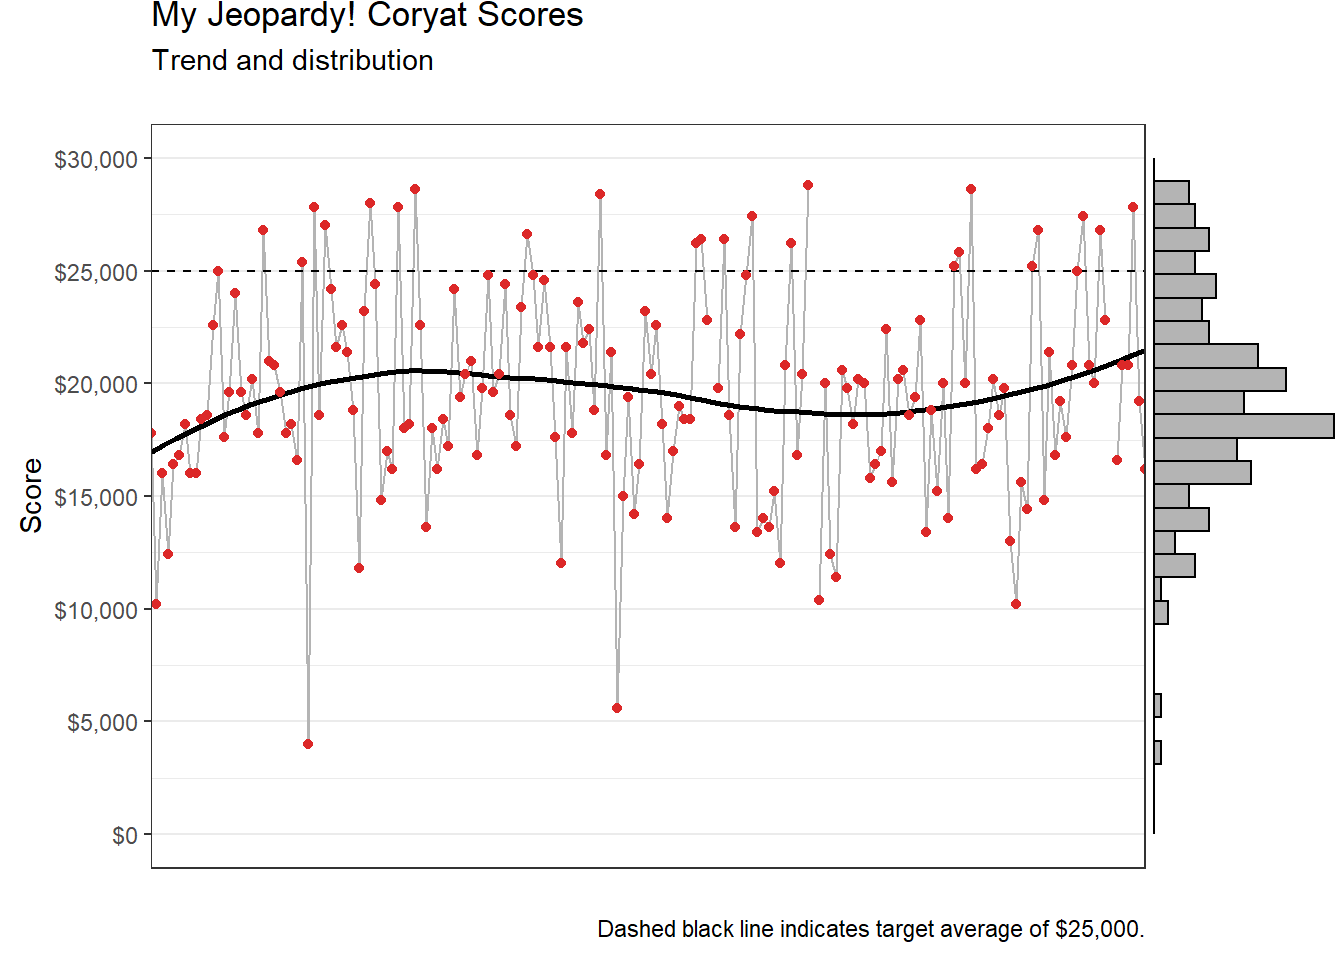 My Jeopardy! Coryat Scores
Trend and distribution
$30,000
$25,000
$20,000
$15,000
$10,000
$5,000
$0
Score
Dashed black line indicates target average of $25,000.